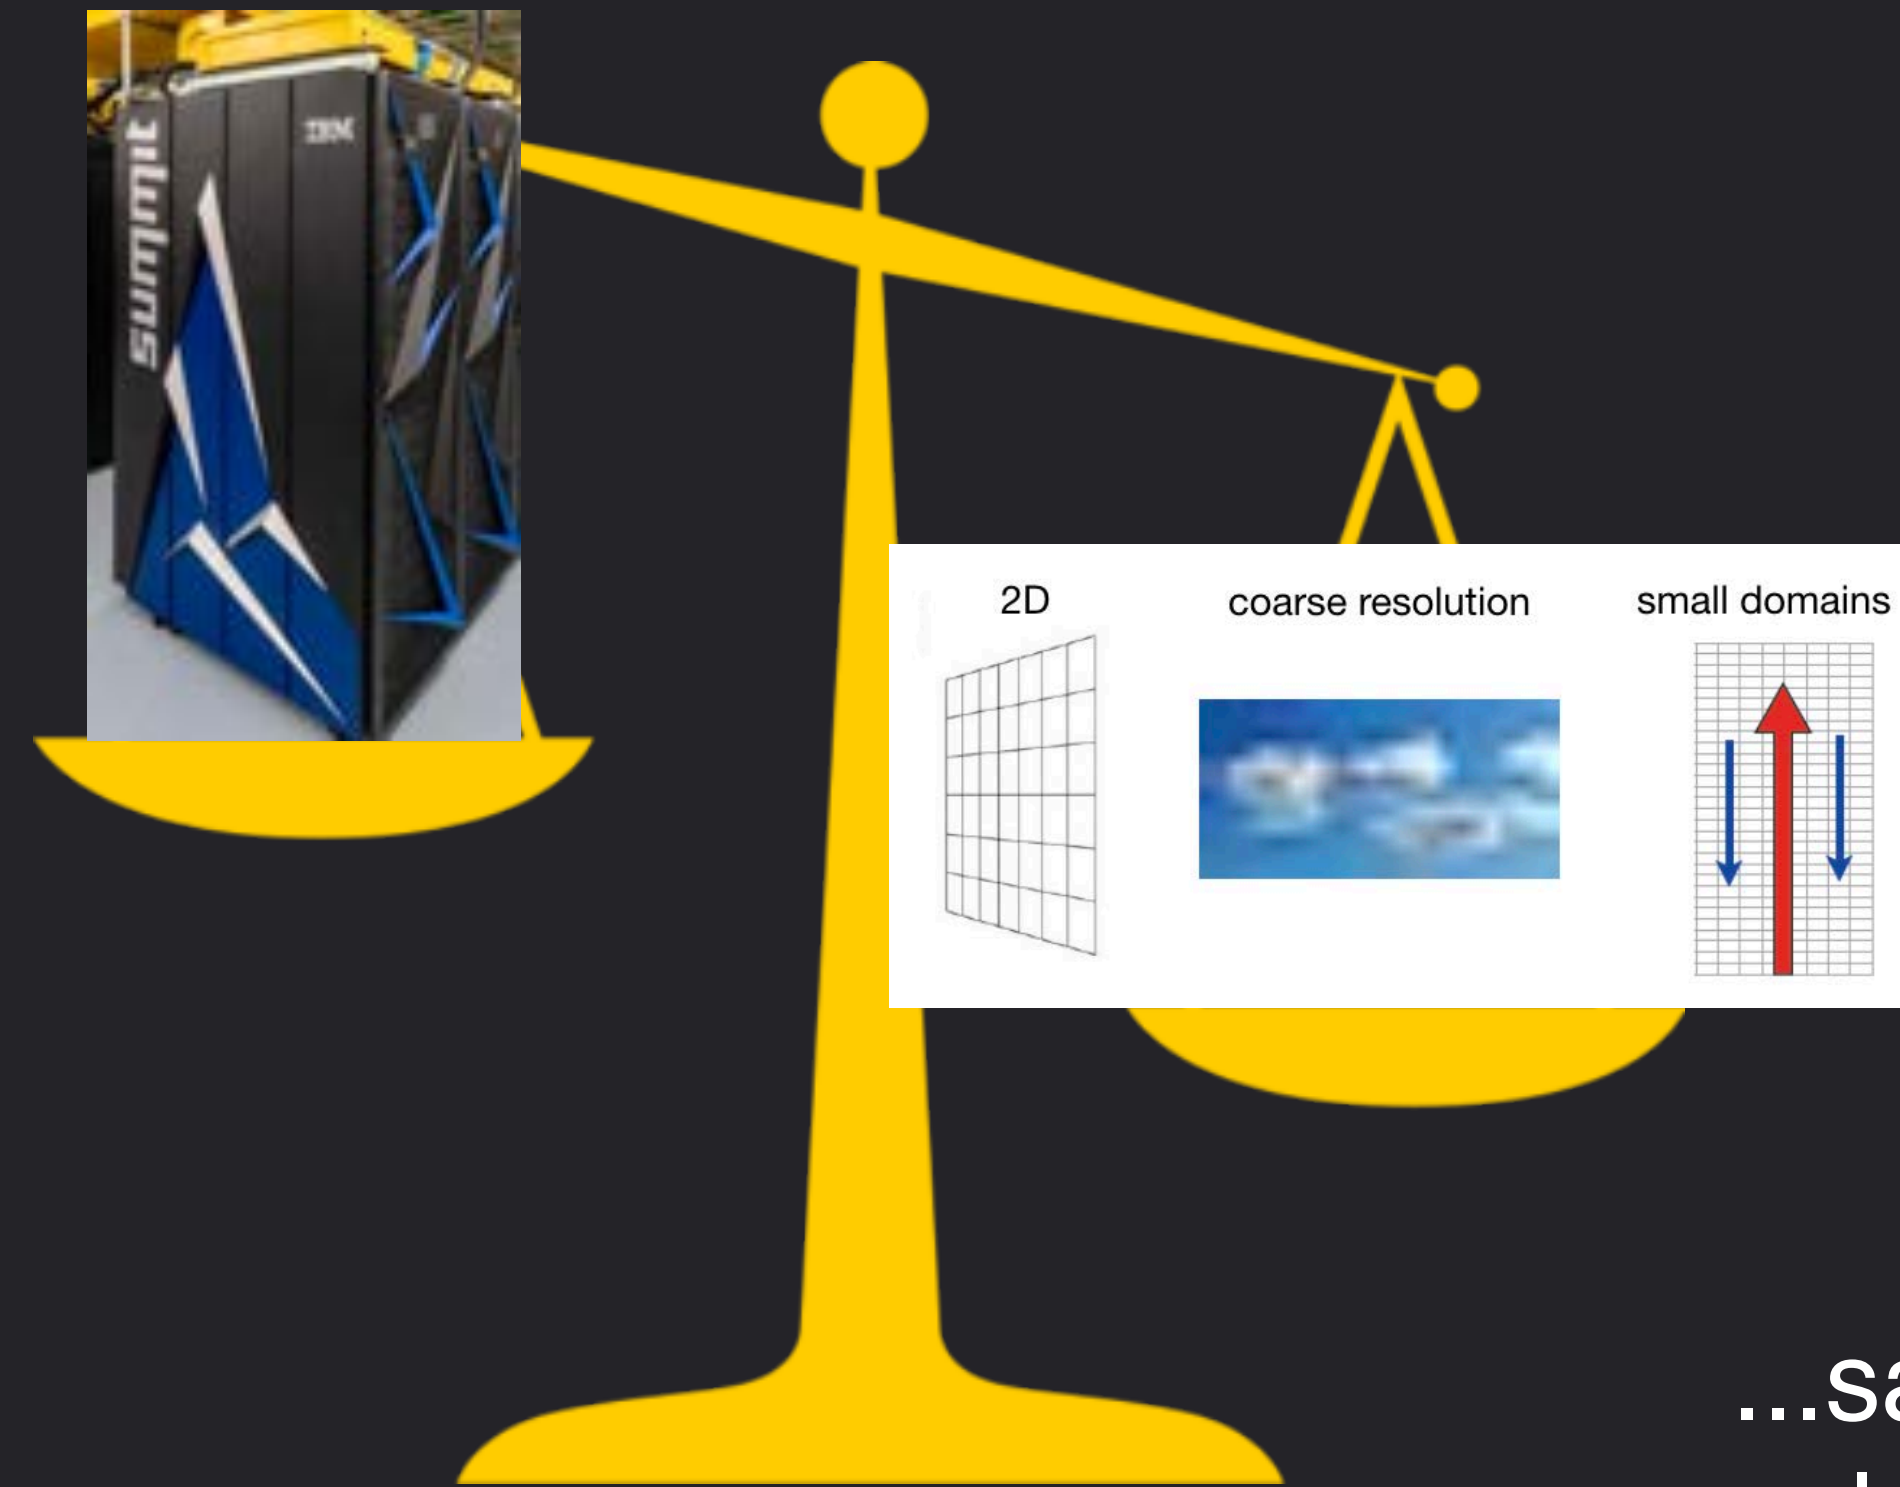 IBM
summit
2D
coarse resolution
small domains
...sa